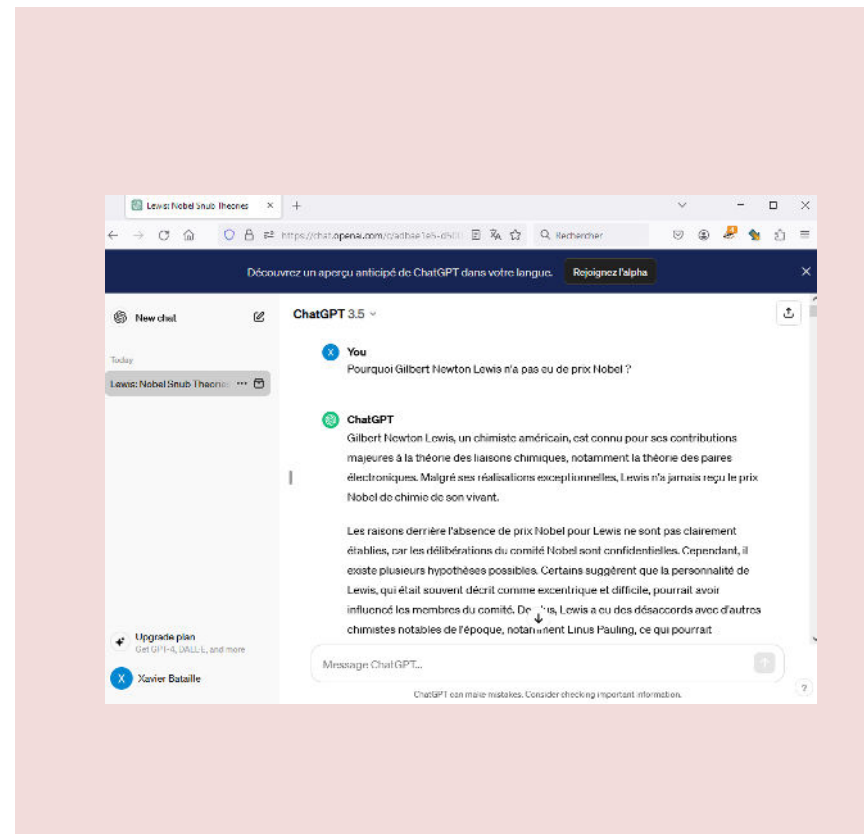 Lewis: Nobel Snub Theories
https://chat.openai.com/c/
Rechercher
Découvrez un aperçu anticipé de ChatGPT dans votre langue. Rejoignez l'alpha
New chat
ChatGPT 3.5
Today
Lewis: Nobel Snub Theories
X
You
Pourquoi Gilbert Newton Lewis n'a pas eu de prix Nobel ?
ChatGPT
Gilbert Newton Lewis, un chimiste américain, est connu pour ses contributions
majeures à la théorie des liaisons chimiques, notamment la théorie des paires
électroniques. Malgré ses réalisations exceptionnelles, Lewis n'a jamais reçu le prix
Nobel de chimie de son vivant.
Les raisons derrière l'absence de prix Nobel pour Lewis ne sont pas clairement
établies, car les délibérations du comité Nobel sont confidentielles. Cependant, il
existe plusieurs hypothèses possibles. Certains suggèrent que la personnalité de
Lewis, qui était souvent décrit comme excentrique et difficile, pourrait avoir
influencé les membres du comité. De plus, Lewis a eu des désaccords avec d'autres
chimistes notables de l'époque, notamment Linus Pauling, ce qui pourrait
Upgrade plan
Get GPT-4, DALL·E, and more
X
Xavier Bataille
Message ChatGPT...
ChatGPT can make mistakes. Consider checking important information.
?